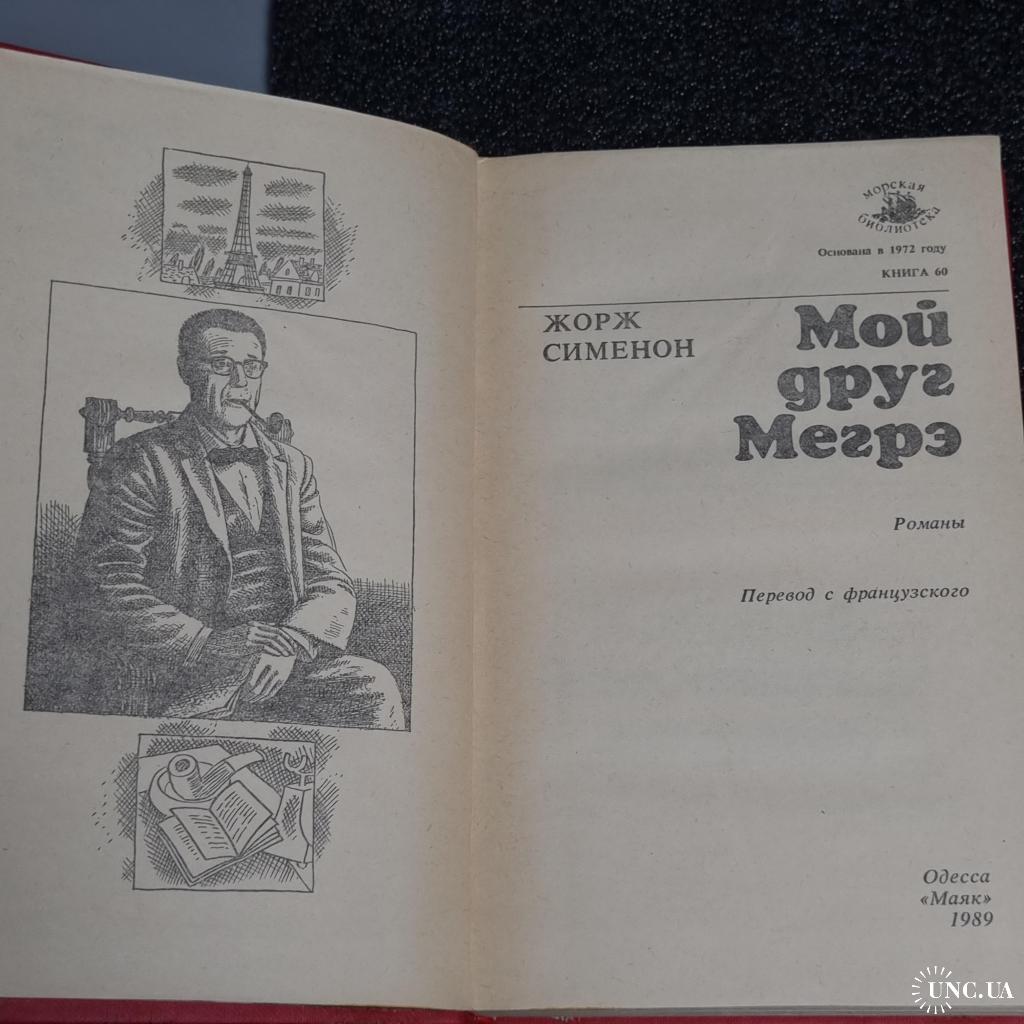 морская
библиотека
Основана в 1972 году
КНИГА 60
ЖОРЖ
СИМЕНОН
Мой
друг
Мегрэ
Романы
Перевод с французского
Одесса
«Маяк»
1989
UNC.UA